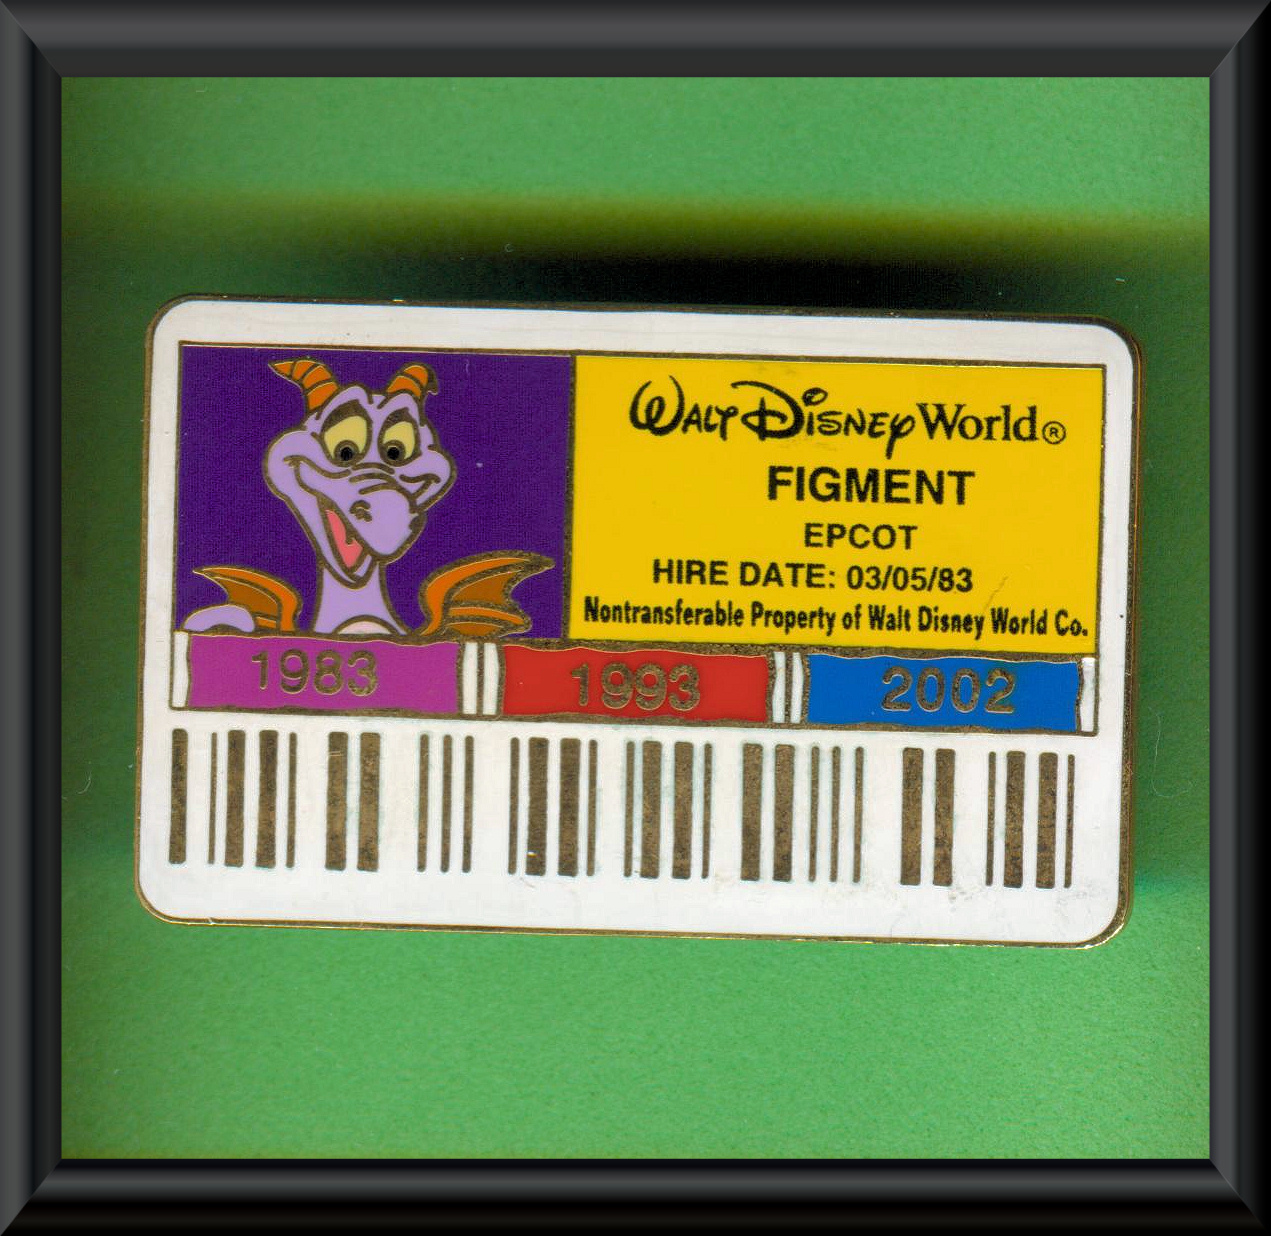 WALT DISNEY World®
FIGMENT
EPCOT
HIRE DATE: 03/05/83
Nontransferable Property of Walt Disney World Co.
1983 1993 2002